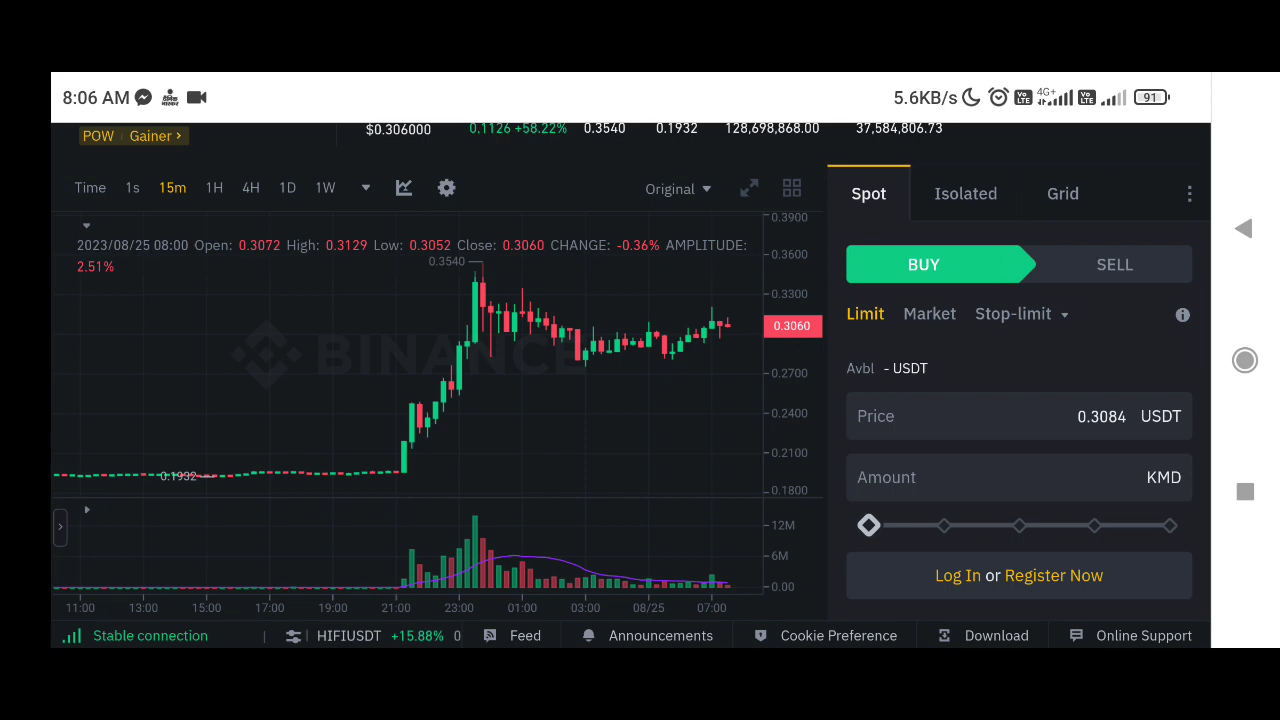 8:06 AM 5.6KB/s Vo LTE 4G+ Vo LTE 91
POW Gainer > $0.306000 0.1126 +58.22% 0.3540 0.1932 128,698,868.00 37,584,806.73
Time 1s 15m 1H 4H 1D 1W Original
Spot Isolated Grid
2023/08/25 08:00 Open: 0.3072 High: 0.3129 Low: 0.3052 Close: 0.3060 CHANGE: -0.36% AMPLITUDE:
2.51%
0.3540
0.1932
BINANCE
0.3900
0.3600
0.3300
0.3060
0.2700
0.2400
0.2100
0.1800
12M
6M
0.00
11:00 13:00 15:00 17:00 19:00 21:00 23:00 01:00 03:00 08/25 07:00
BUY SELL
Limit Market Stop-limit
Avbl - USDT
Price 0.3084 USDT
Amount KMD
Log In or Register Now
Stable connection HIFIUSDT +15.88% 0 Feed Announcements Cookie Preference Download Online Support